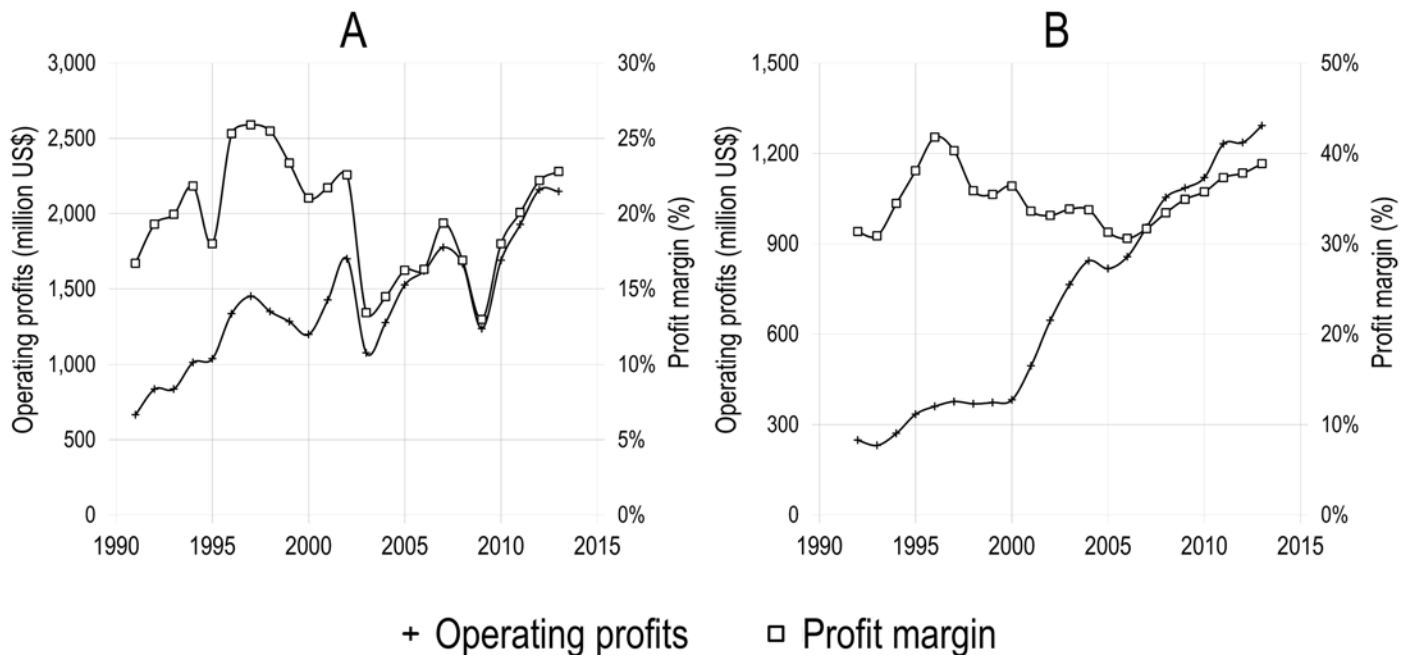 A
3,000
2,500
2,000
1,500
1,000
500
0
Operating profits (million US$)
30%
25%
20%
15%
10%
5%
0%
Profit margin (%)
1990 1995 2000 2005 2010 2015
B
1,500
1,200
900
600
300
0
Operating profits (million US$)
50%
40%
30%
20%
10%
0%
Profit margin (%)
1990 1995 2000 2005 2010 2015
Operating profits Profit margin